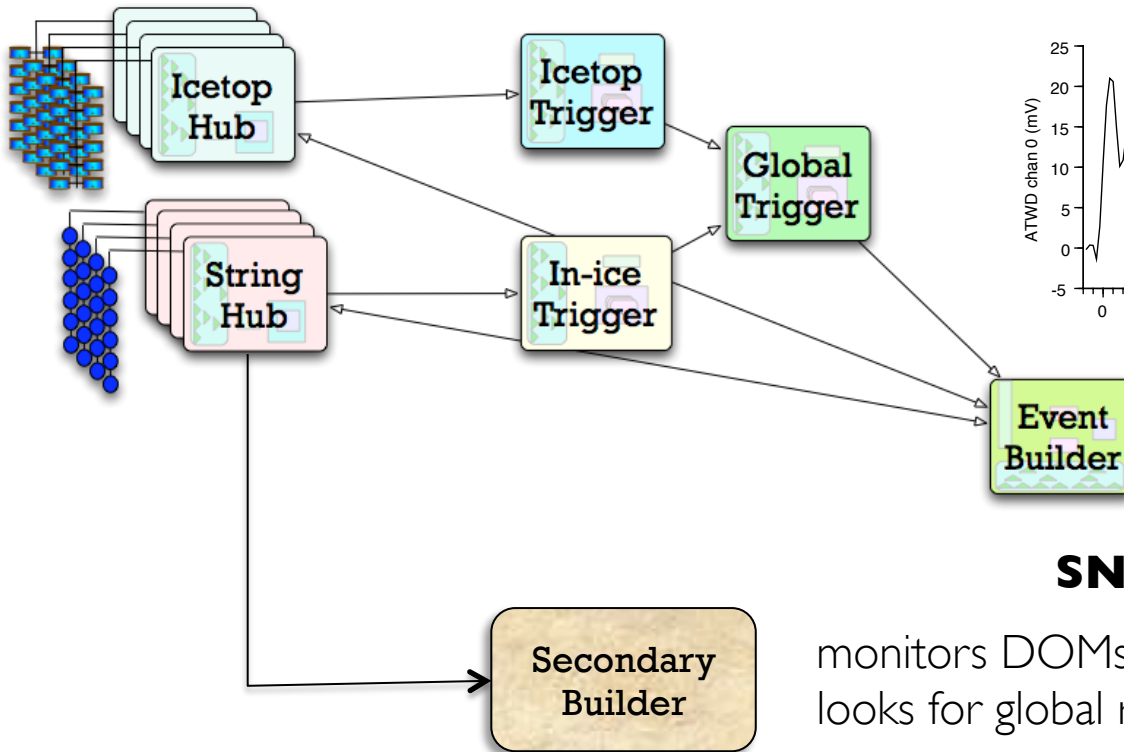 Icetop
Hub
Icetop
Trigger
Global
Trigger
String
Hub
In-ice
Trigger
Event
Builder
Secondary
Builder
ATWD chan 0 (mV)
25
20
15
10
5
0
-5
0
SN
monitors DOMs
looks for global